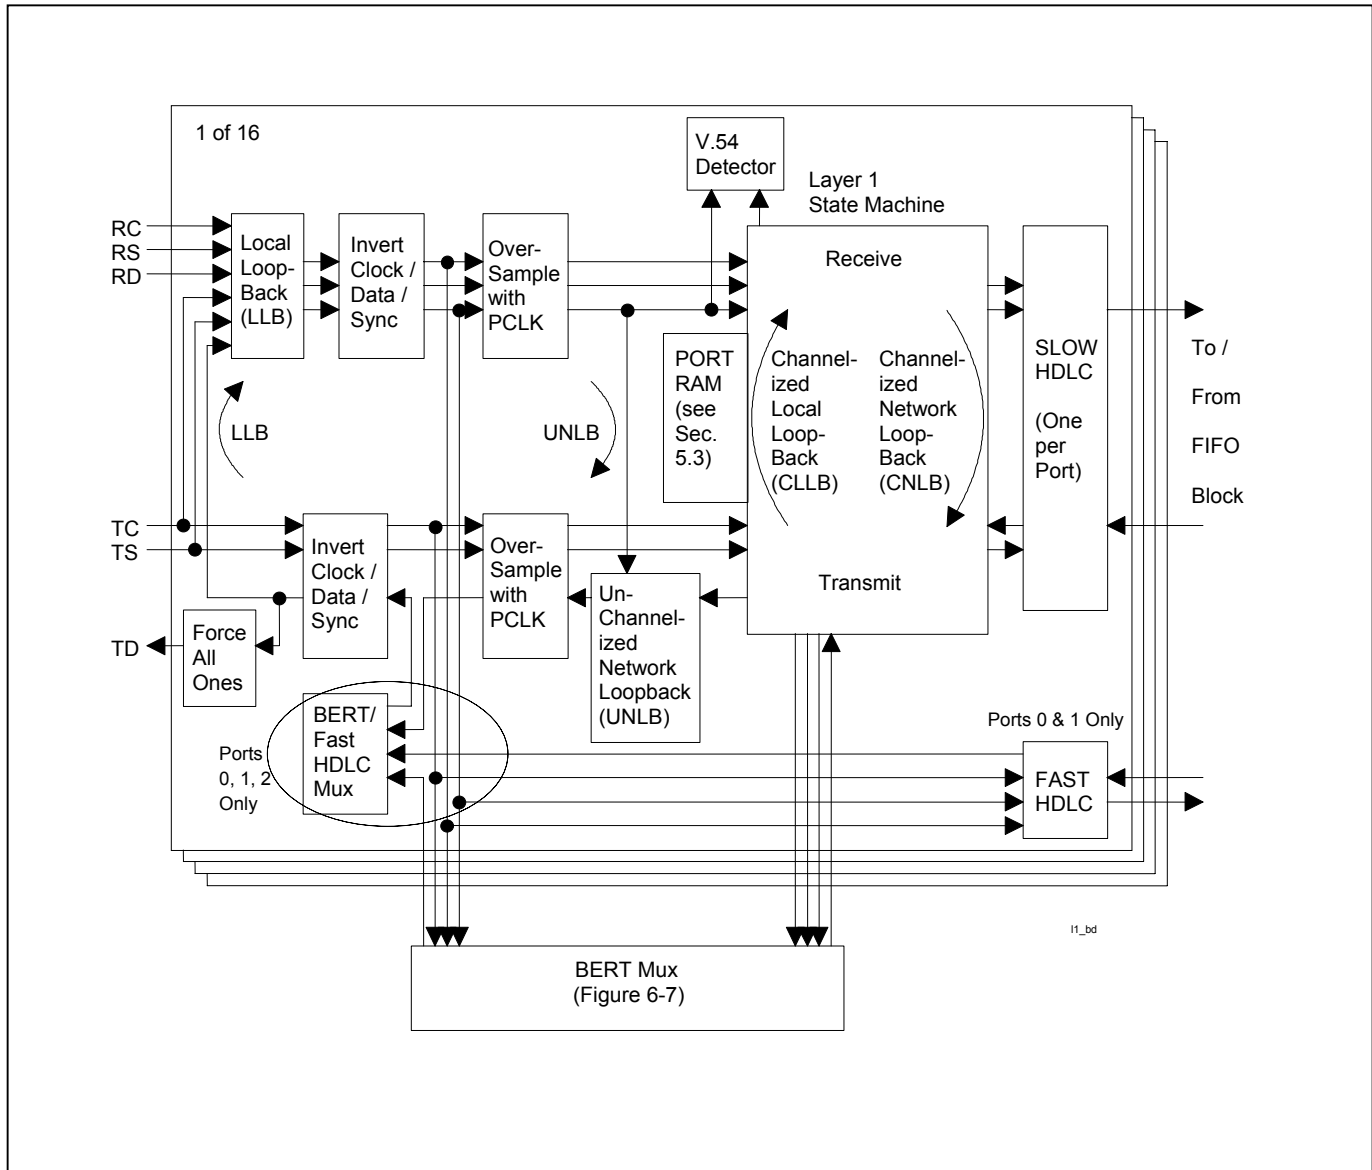 1 of 16
V.54
Detector
Layer 1
State Machine
RC
RS
RD
Local
Loop-
Back
(LLB)
Invert
Clock /
Data /
Sync
Over-
Sample
with
PCLK
Receive
PORT
RAM
(see
Sec.
5.3)
Channel-
ized
Local
Loop-
Back
(CLLB)
Channel-
ized
Network
Loop-
Back
(CNLB)
SLOW
HDLC
(One
per
Port)
To /
From
FIFO
Block
LLB
UNLB
TC
TS
TD
Invert
Clock /
Data /
Sync
Over-
Sample
with
PCLK
Un-
Channel-
ized
Network
Loopback
(UNLB)
Transmit
Force
All
Ones
BERT/
Fast
HDLC
Mux
Ports
0, 1, 2
Only
Ports 0 & 1 Only
FAST
HDLC
l1_bd
BERT Mux
(Figure 6-7)